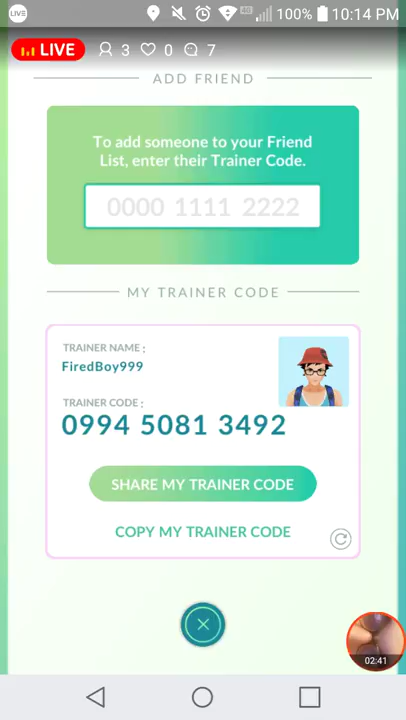 LIVE 4G 100% 10:14 PM
LIVE 3 0 7
ADD FRIEND
To add someone to your Friend
List, enter their Trainer Code.
0000 1111 2222
MY TRAINER CODE
TRAINER NAME :
FiredBoy999
TRAINER CODE :
0994 5081 3492
SHARE MY TRAINER CODE
COPY MY TRAINER CODE
02:41